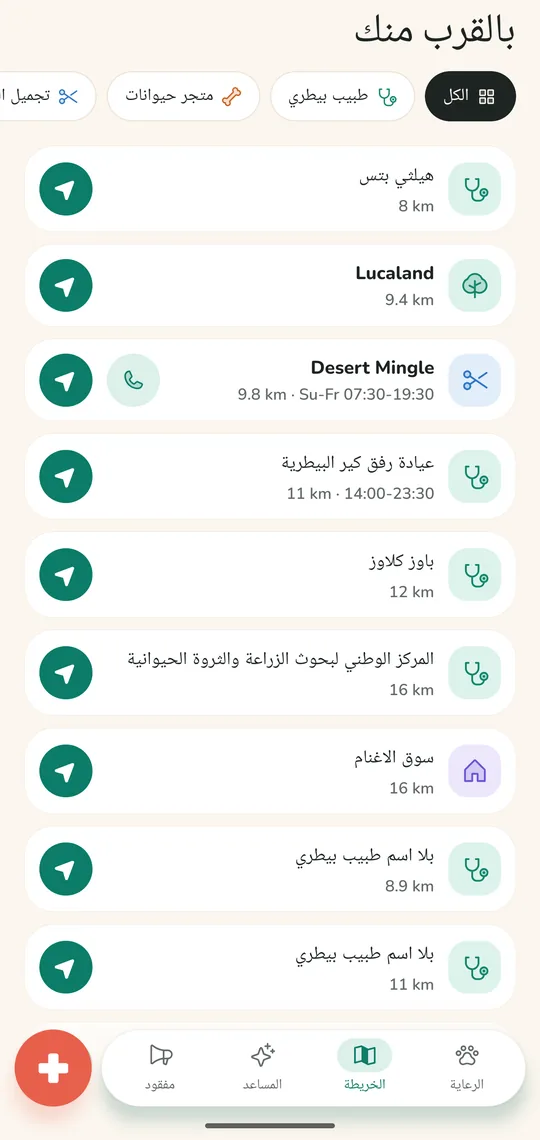 بالقرب منك
الكل
طبيب بيطري
متجر حيوانات
تجميل
هيلثي بتس
8 km
Lucaland
9.4 km
Desert Mingle
9.8 km · Su-Fr 07:30-19:30
عيادة رفق كير البيطرية
11 km · 14:00-23:30
باوز كلاوز
12 km
المركز الوطني لبحوث الزراعة والثروة الحيوانية
16 km
سوق الاغنام
16 km
بلا اسم طبيب بيطري
8.9 km
بلا اسم طبيب بيطري
11 km
الرعاية
الخريطة
المساعد
مفقود